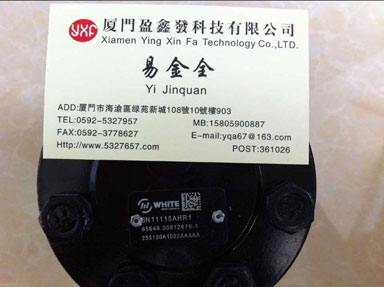 YXF 厦門盈鑫發科技有限公司
Xiamen Ying Xin Fa Technology Co.,LTD.
易金全
Yi Jinquan
ADD:厦門市海滄區緑苑新城108號10號樓903
TEL:0592-5327957 MB:15805900887
FAX:0592-3778627 E-mail:yqa67@163.com
Http://www.5327657.com POST:361026
WHITE